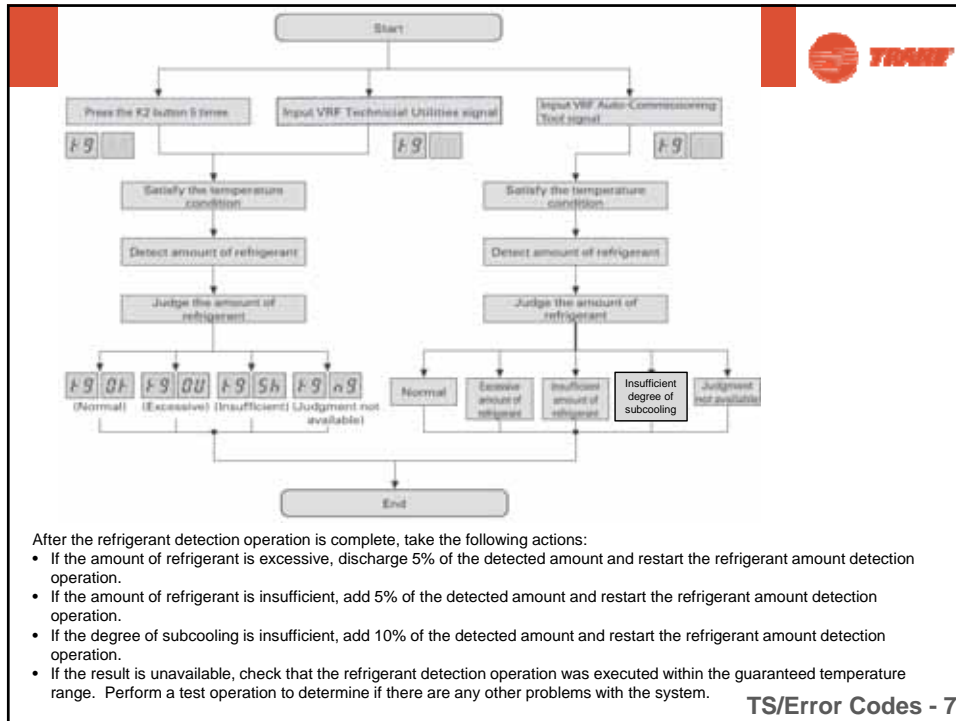 Start
TRANE
Press the K2 button 5 times
Input VRF Technicial Utilities signal
Input VRF Auto-Commissioning
Tool signal
Satisfy the temperature
condition
Satisfy the temperature
condition
Detect amount of refrigerant
Detect amount of refrigerant
Judge the amount of
refrigerant
Judge the amount of
refrigerant
(Normal)
(Excessive)
(Insufficient)
(Judgment not
available)
Normal
Excessive
amount of
refrigerant
Insufficient
amount of
refrigerant
Insufficient
degree of
subcooling
Judgment
not available
End
After the refrigerant detection operation is complete, take the following actions:
• If the amount of refrigerant is excessive, discharge 5% of the detected amount and restart the refrigerant amount detection
operation.
• If the amount of refrigerant is insufficient, add 5% of the detected amount and restart the refrigerant amount detection
operation.
• If the degree of subcooling is insufficient, add 10% of the detected amount and restart the refrigerant amount detection
operation.
• If the result is unavailable, check that the refrigerant detection operation was executed within the guaranteed temperature
range. Perform a test operation to determine if there are any other problems with the system.
TS/Error Codes - 7